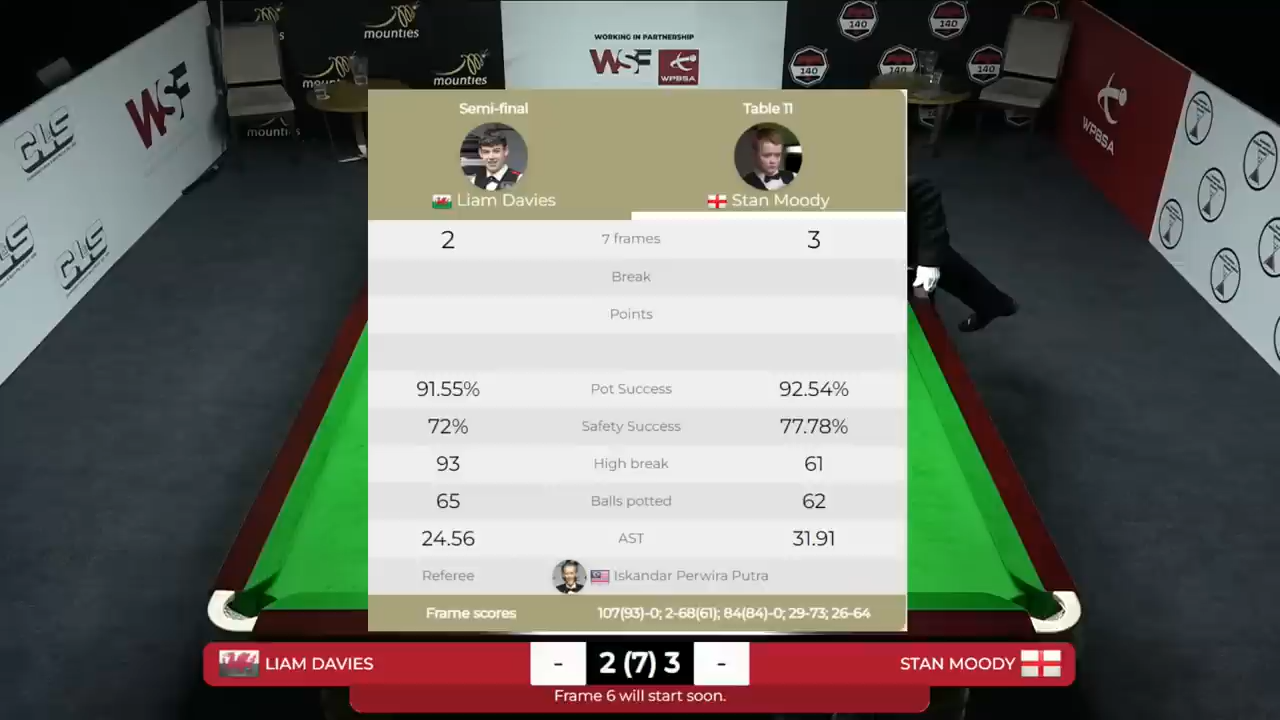 mounties
WORKING IN PARTNERSHIP
WSF
WPBSA
140
140
mounties
mounties
140
140
mounties
WSF
CLS
CLS
WPBSA
Semi-final
Table 11
Liam Davies
Stan Moody
2 7 frames 3
Break
Points
91.55% Pot Success 92.54%
72% Safety Success 77.78%
93 High break 61
65 Balls potted 62
24.56 AST 31.91
Referee Iskandar Perwira Putra
Frame scores 107(93)-0; 2-68(61); 84(84)-0; 29-73; 26-64
LIAM DAVIES - 2 (7) 3 - STAN MOODY
Frame 6 will start soon.